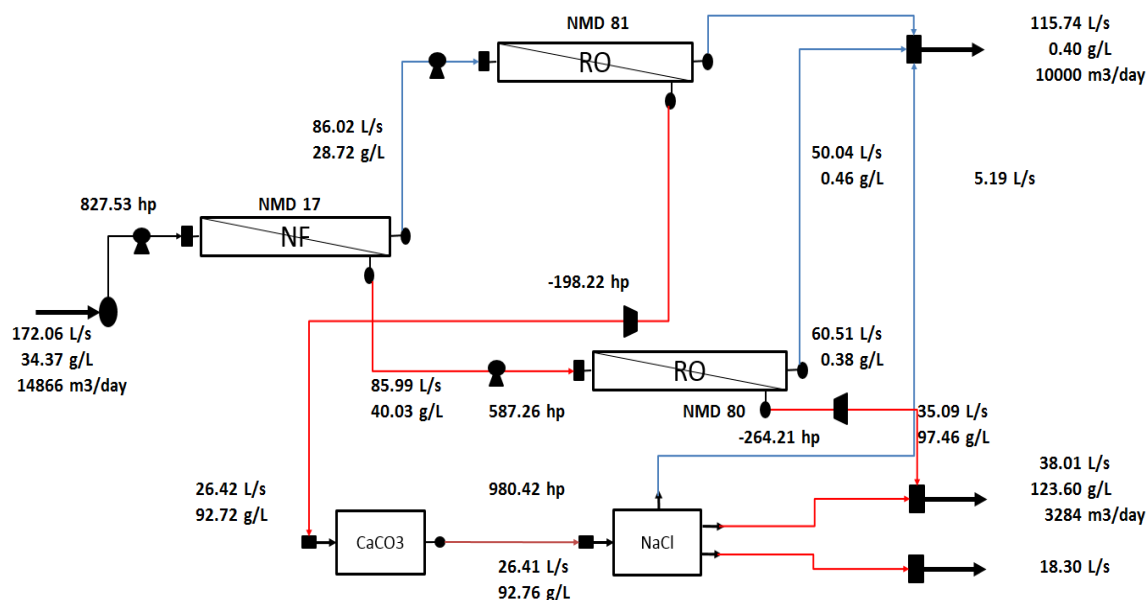 NMD 81
RO
115.74 L/s
0.40 g/L
10000 m3/day
86.02 L/s
28.72 g/L
50.04 L/s
0.46 g/L
5.19 L/s
827.53 hp
NMD 17
NF
-198.22 hp
172.06 L/s
34.37 g/L
14866 m3/day
60.51 L/s
0.38 g/L
RO
85.99 L/s
40.03 g/L
587.26 hp
NMD 80
-264.21 hp
35.09 L/s
97.46 g/L
38.01 L/s
123.60 g/L
3284 m3/day
26.42 L/s
92.72 g/L
980.42 hp
CaCO3
NaCl
26.41 L/s
92.76 g/L
18.30 L/s